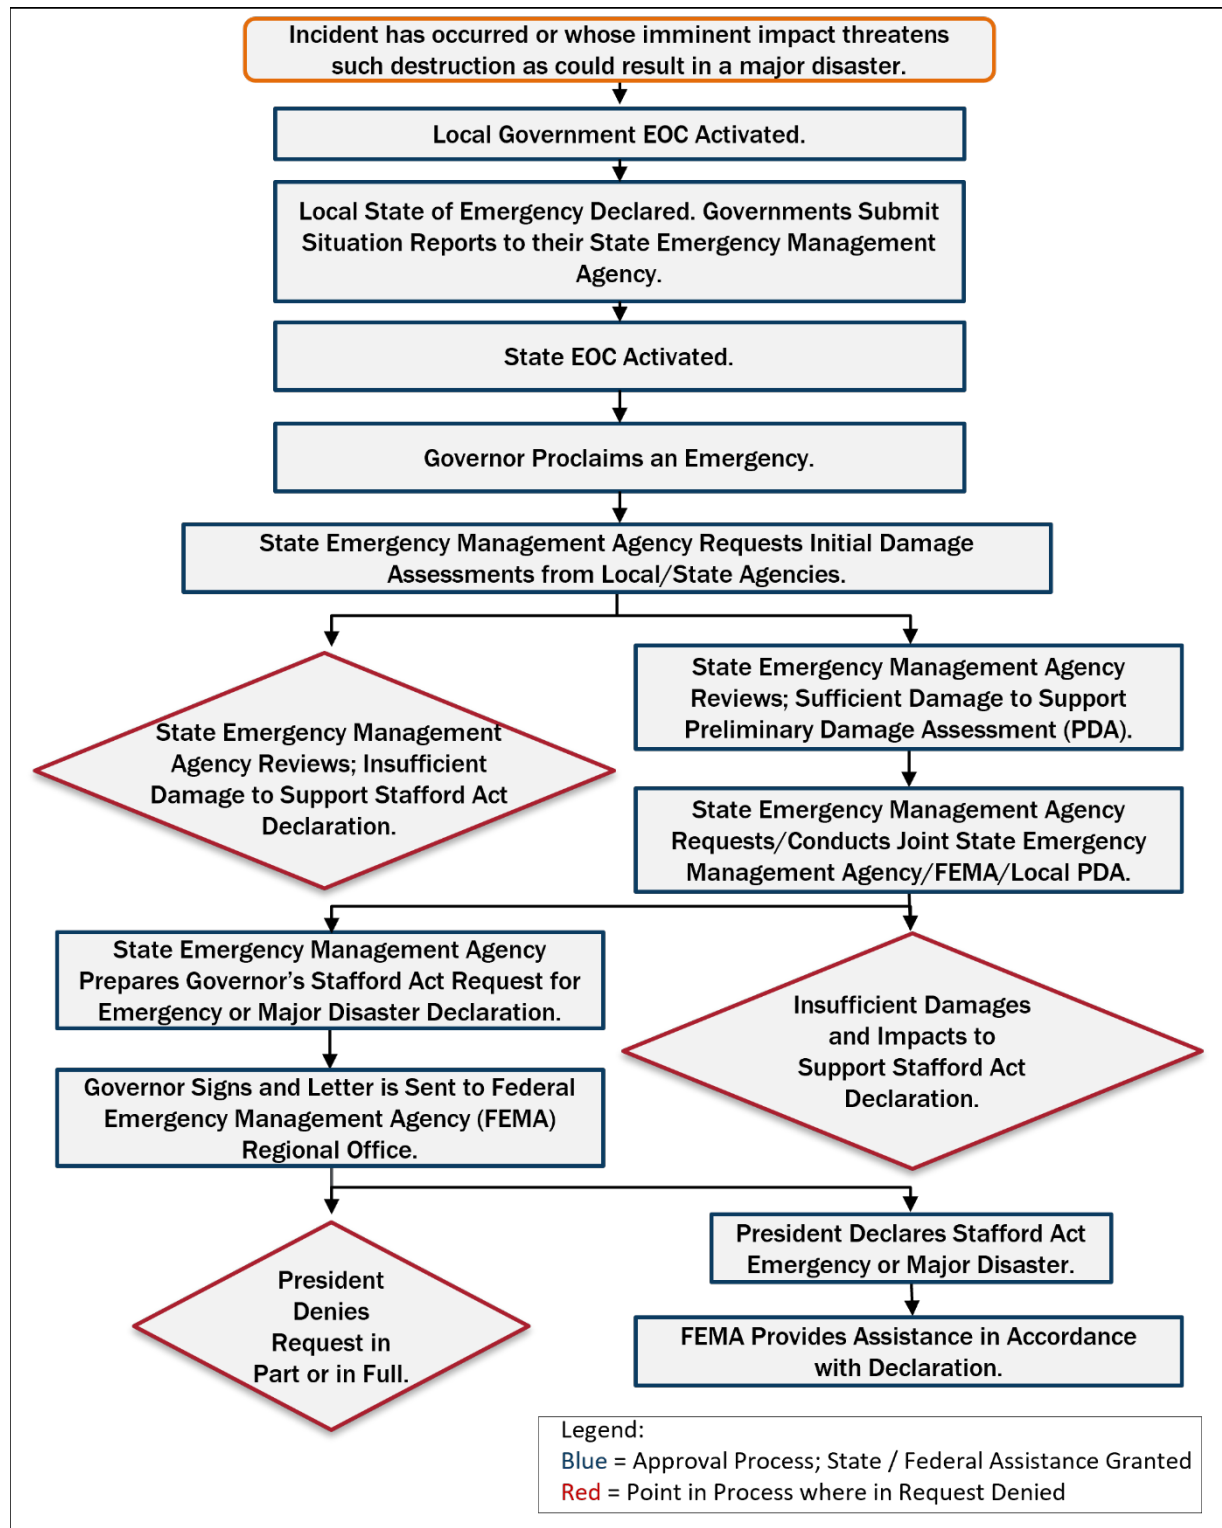 Incident has occurred or whose imminent impact threatens
such destruction as could result in a major disaster.
Local Government EOC Activated.
Local State of Emergency Declared. Governments Submit
Situation Reports to their State Emergency Management
Agency.
State EOC Activated.
Governor Proclaims an Emergency.
State Emergency Management Agency Requests Initial Damage
Assessments from Local/State Agencies.
State Emergency Management
Agency Reviews; Insufficient
Damage to Support Stafford Act
Declaration.
State Emergency Management Agency
Reviews; Sufficient Damage to Support
Preliminary Damage Assessment (PDA).
State Emergency Management Agency
Requests/Conducts Joint State Emergency
Management Agency/FEMA/Local PDA.
State Emergency Management Agency
Prepares Governor’s Stafford Act Request for
Emergency or Major Disaster Declaration.
Insufficient Damages
and Impacts to
Support Stafford Act
Declaration.
Governor Signs and Letter is Sent to Federal
Emergency Management Agency (FEMA)
Regional Office.
President
Denies
Request in
Part or in Full.
President Declares Stafford Act
Emergency or Major Disaster.
FEMA Provides Assistance in Accordance
with Declaration.
Legend:
Blue = Approval Process; State / Federal Assistance Granted
Red = Point in Process where in Request Denied